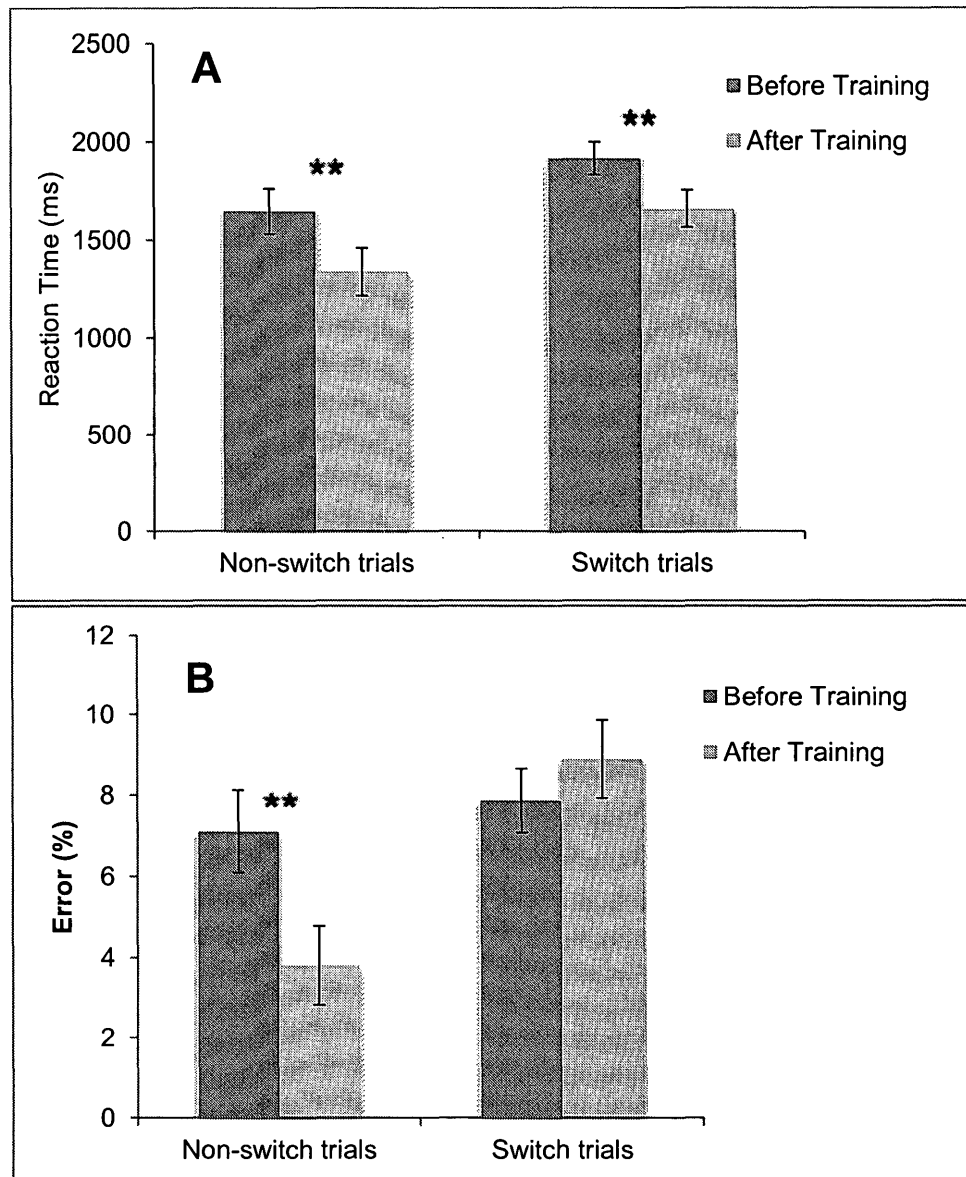 A
Before Training
After Training
2500
2000
1500
1000
500
0
Reaction Time (ms)
**
**
Non-switch trials
Switch trials
B
Before Training
After Training
12
10
8
6
4
2
0
Error (%)
**
Non-switch trials
Switch trials